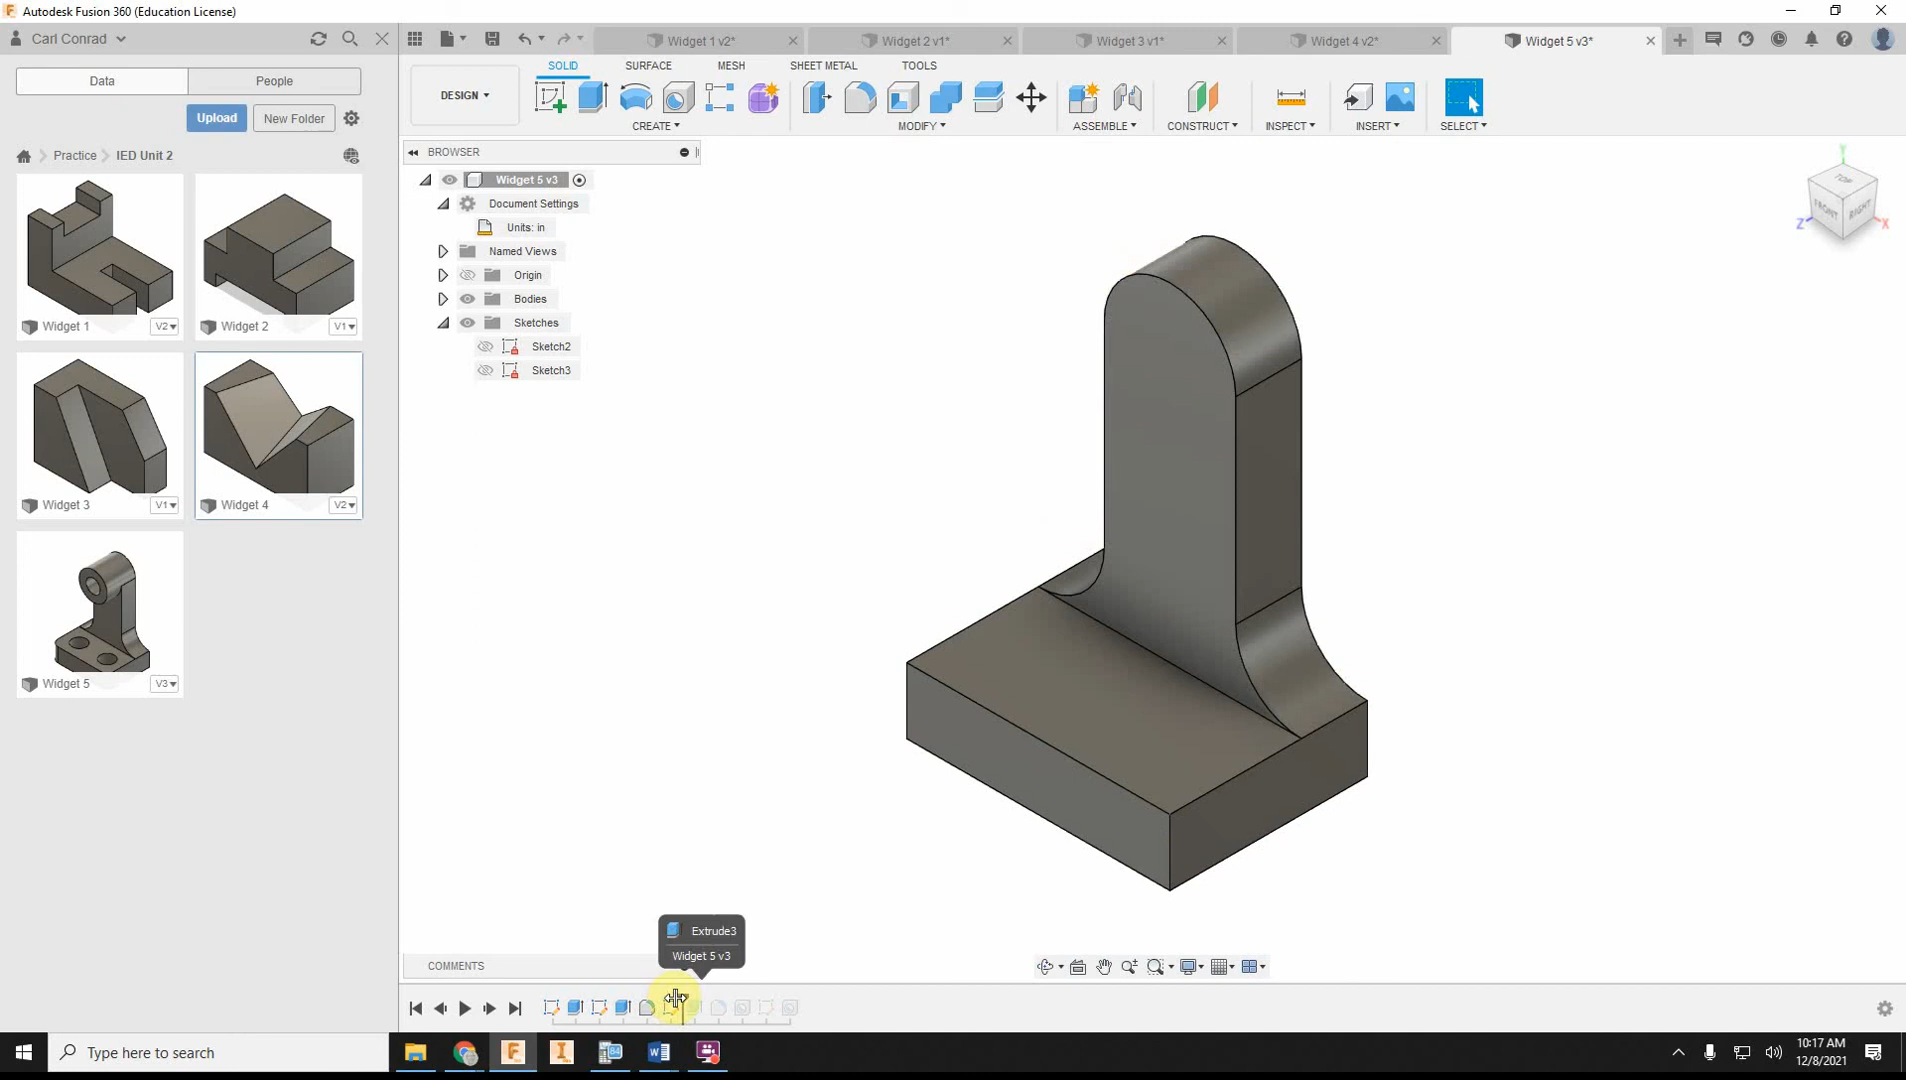 Autodesk Fusion 360 (Education License)
Carl Conrad
Widget 1 v2*
Widget 2 v1*
Widget 3 v1*
Widget 4 v2*
Widget 5 v3*
Data
People
SOLID
SURFACE
MESH
SHEET METAL
TOOLS
DESIGN
Upload
New Folder
CREATE
MODIFY
ASSEMBLE
CONSTRUCT
INSPECT
INSERT
SELECT
Practice
IED Unit 2
BROWSER
Widget 5 v3
Document Settings
Units: in
Named Views
Origin
Bodies
Sketches
Sketch2
Sketch3
TOP
FRONT
RIGHT
Y
Z
X
Widget 1
V2
Widget 2
V1
Widget 3
V1
Widget 4
V2
Widget 5
V3
Extrude3
Widget 5 v3
COMMENTS
Type here to search
10:17 AM
12/8/2021